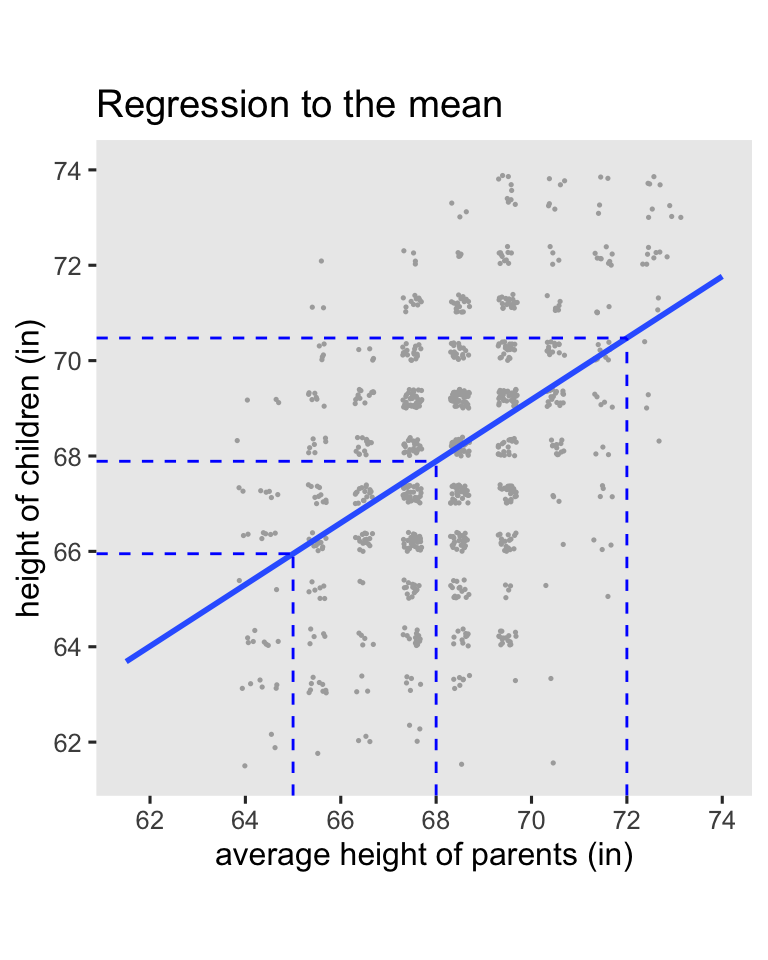 Regression to the mean
height of children (in)
74
72
70
68
66
64
62
62 64 66 68 70 72 74
average height of parents (in)